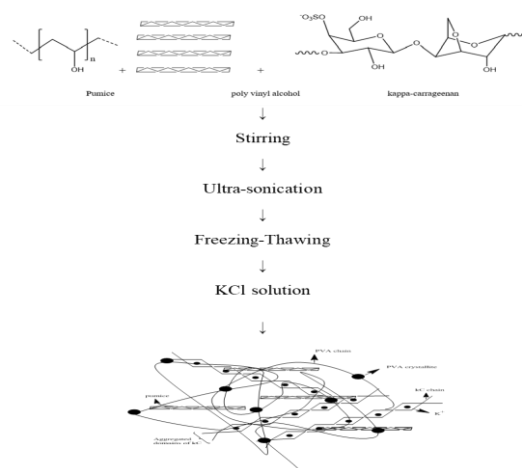 -O₃SO
OH
O
O
O
OH
n
+
+
O
O
OH
OH
Pumice
poly vinyl alcohol
kappa-carrageenan
↓
Stirring
↓
Ultra-sonication
↓
Freezing-Thawing
↓
KCl solution
↓
PVA chain
PVA crystalline
pumice
kC chain
K⁺
Aggregated
domains of kC